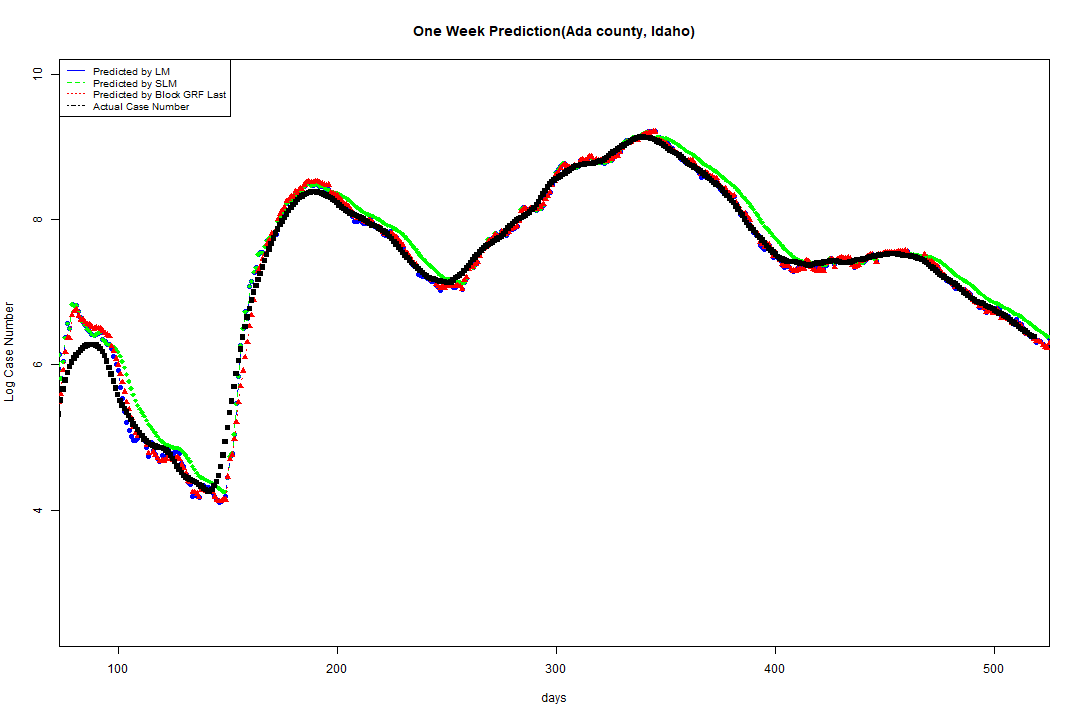 One Week Prediction(Ada county, Idaho)
Predicted by LM
Predicted by SLM
Predicted by Block GRF Last
Actual Case Number
10
8
6
4
Log Case Number
100 200 300 400 500
days